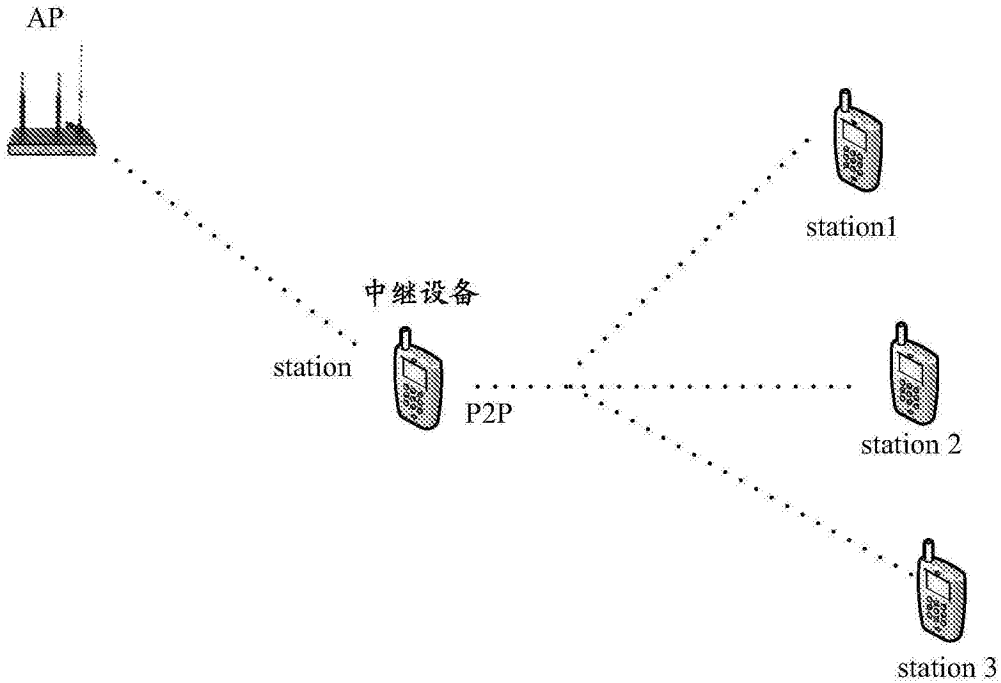 AP
station1
中继设备
station
P2P
station 2
station 3